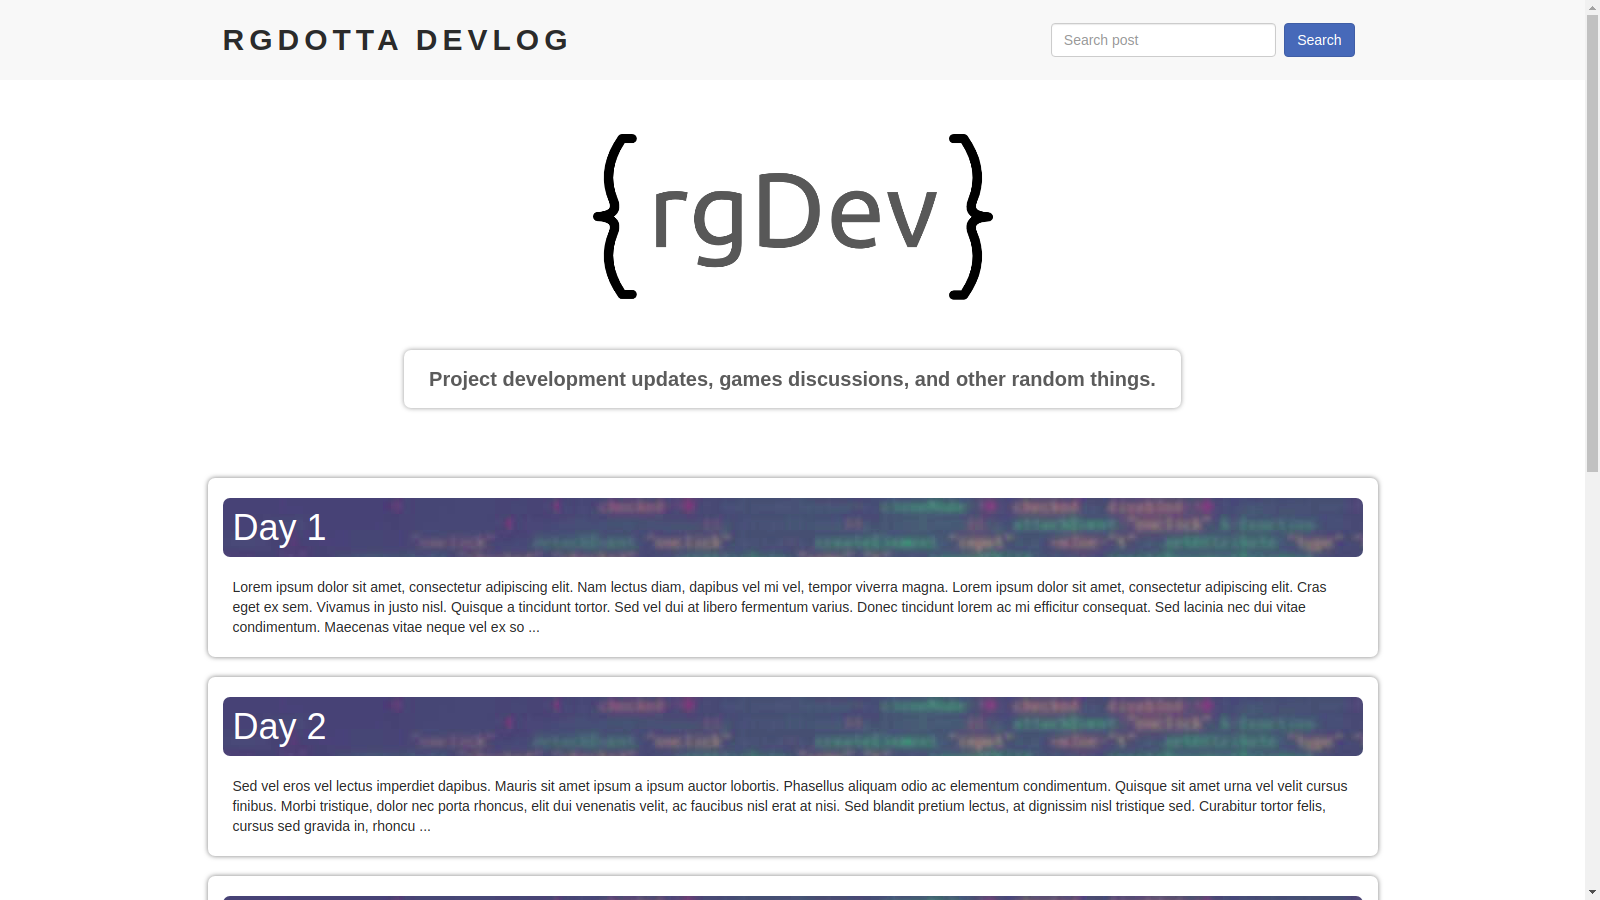 RGDOTTA DEVLOG
Search post
Search
{rgDev}
Project development updates, games discussions, and other random things.
Day 1
Lorem ipsum dolor sit amet, consectetur adipiscing elit. Nam lectus diam, dapibus vel mi vel, tempor viverra magna. Lorem ipsum dolor sit amet, consectetur adipiscing elit. Cras
eget ex sem. Vivamus in justo nisl. Quisque a tincidunt tortor. Sed vel dui at libero fermentum varius. Donec tincidunt lorem ac mi efficitur consequat. Sed lacinia nec dui vitae
condimentum. Maecenas vitae neque vel ex so ...
Day 2
Sed vel eros vel lectus imperdiet dapibus. Mauris sit amet ipsum a ipsum auctor lobortis. Phasellus aliquam odio ac elementum condimentum. Quisque sit amet urna vel velit cursus
finibus. Morbi tristique, dolor nec porta rhoncus, elit dui venenatis velit, ac faucibus nisl erat at nisi. Sed blandit pretium lectus, at dignissim nisl tristique sed. Curabitur tortor felis,
cursus sed gravida in, rhoncu ...